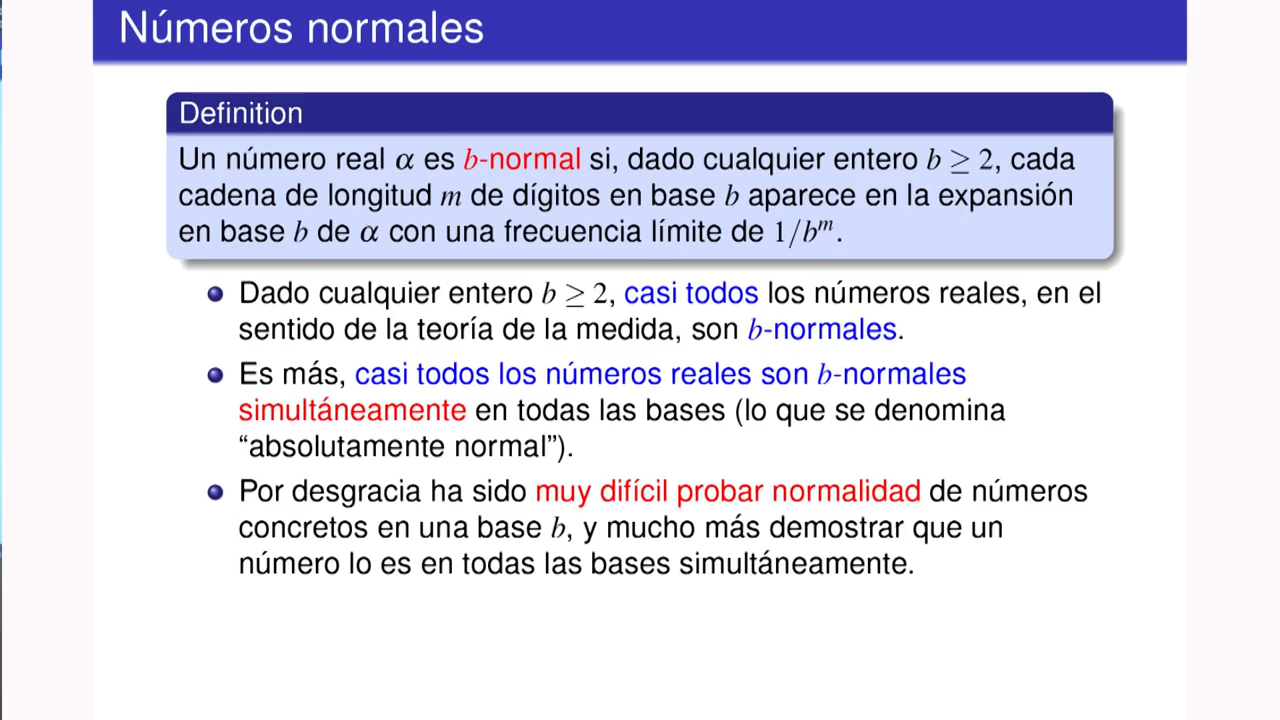 Números normales
Definition
Un número real α es b-normal si, dado cualquier entero b ≥ 2, cada
cadena de longitud m de dígitos en base b aparece en la expansión
en base b de α con una frecuencia límite de 1/bᵐ.
Dado cualquier entero b ≥ 2, casi todos los números reales, en el
sentido de la teoría de la medida, son b-normales.
Es más, casi todos los números reales son b-normales
simultáneamente en todas las bases (lo que se denomina
“absolutamente normal”).
Por desgracia ha sido muy difícil probar normalidad de números
concretos en una base b, y mucho más demostrar que un
número lo es en todas las bases simultáneamente.